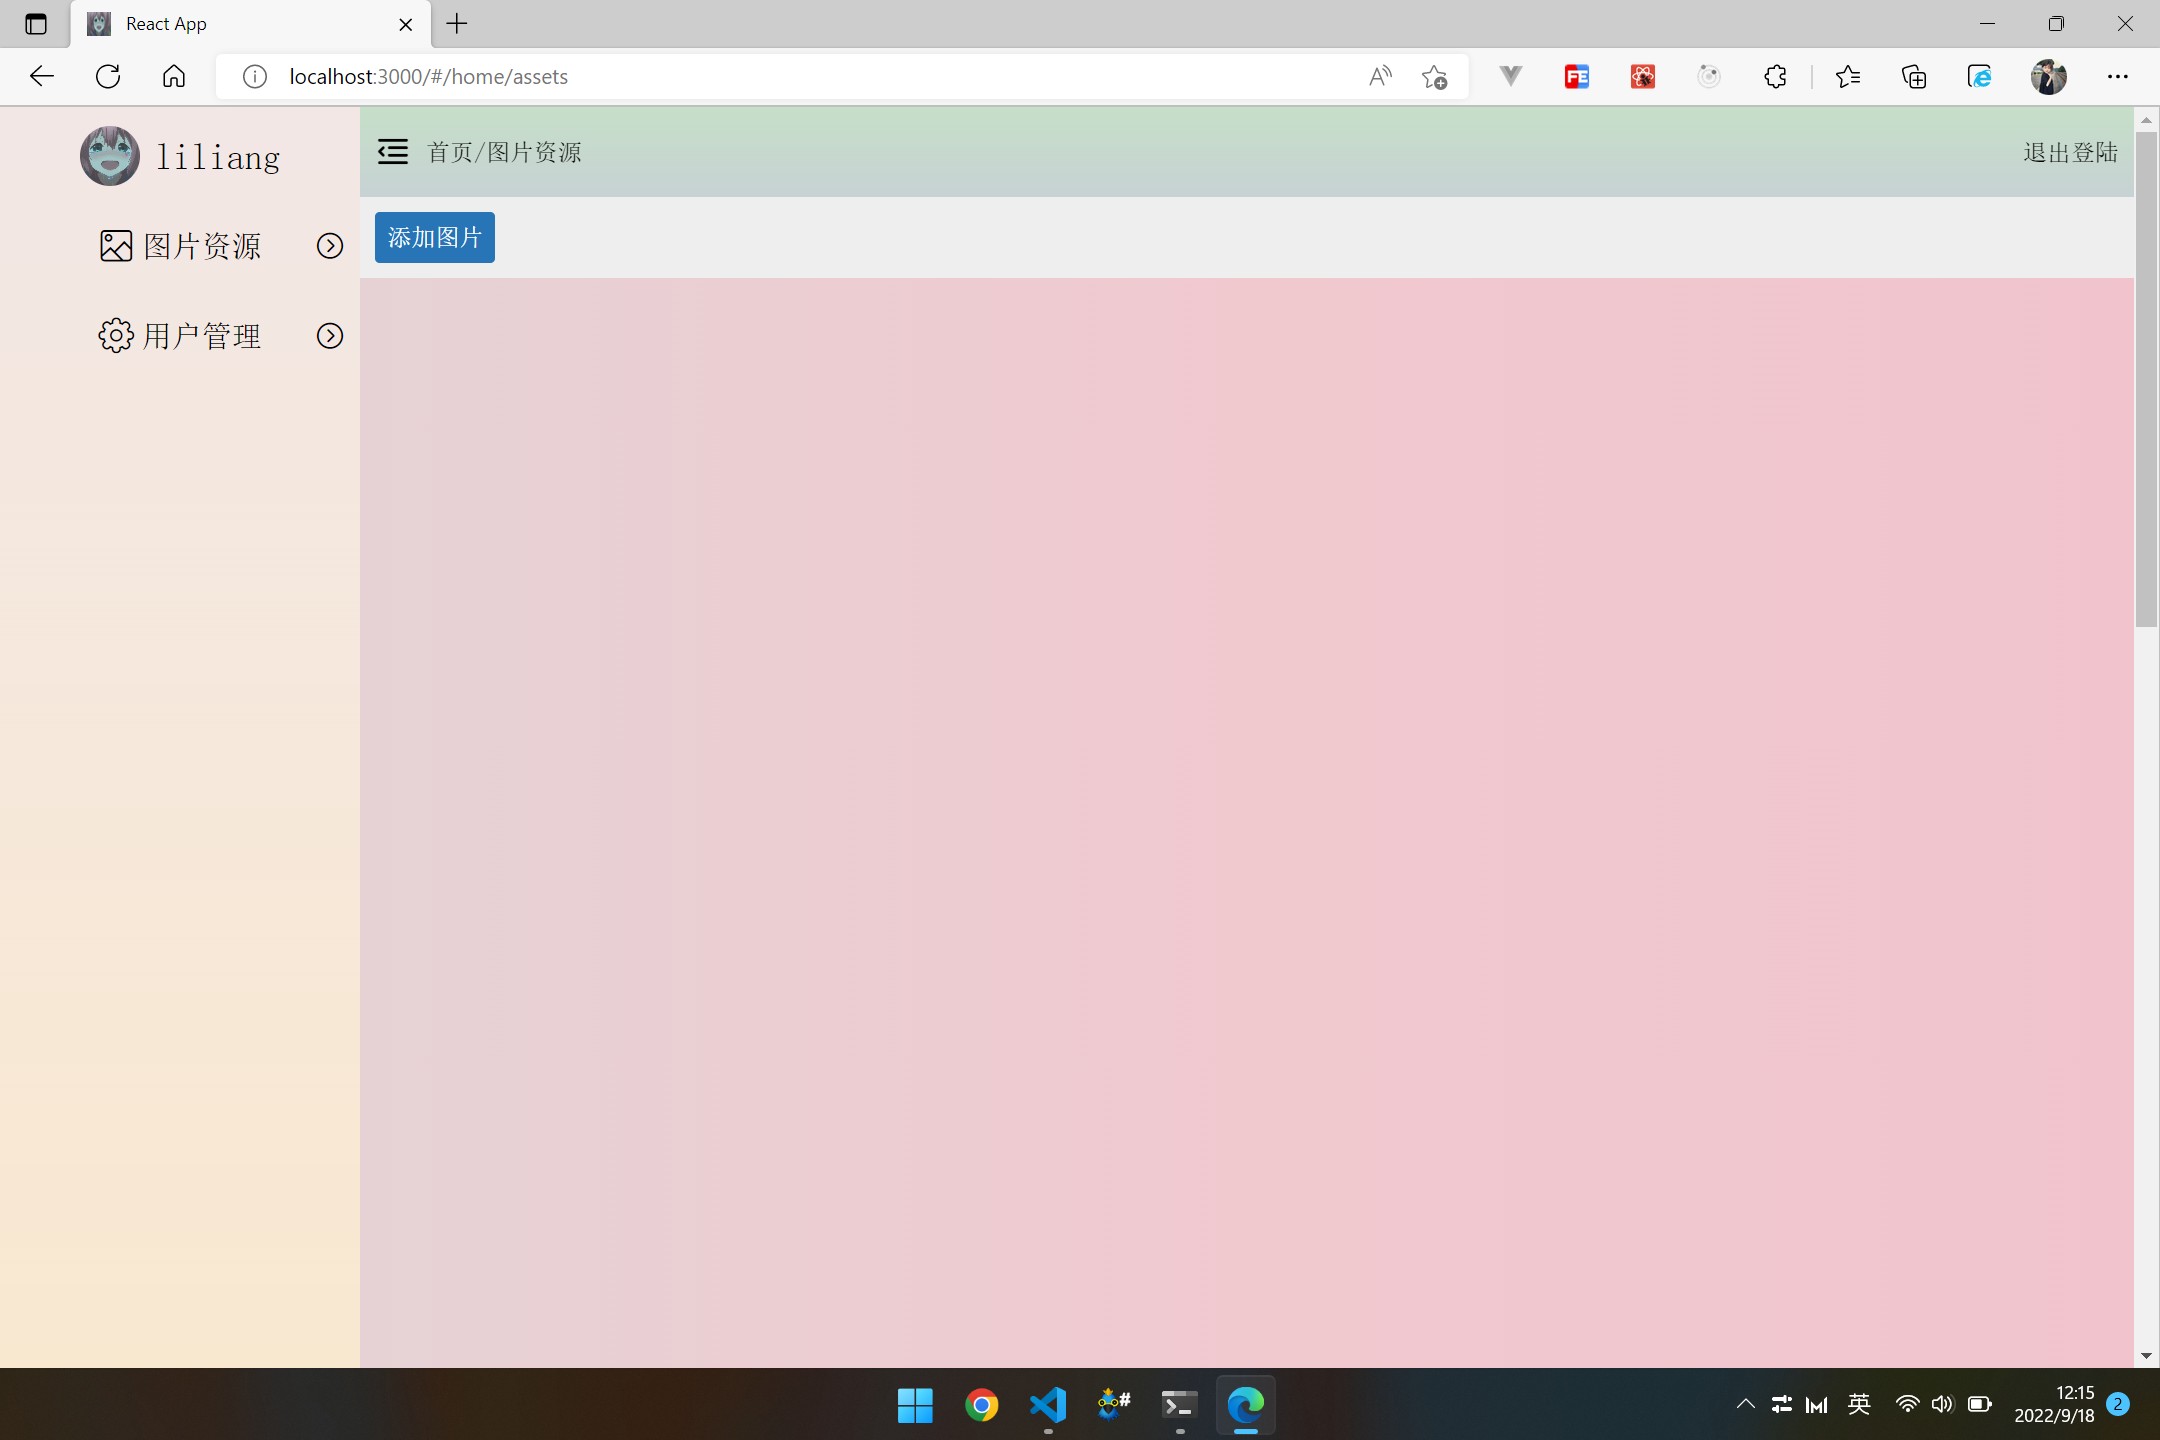 React App
localhost:3000/#/home/assets
FE
liliang
首页/图片资源
退出登陆
添加图片
图片资源
用户管理
英
12:15
2022/9/18
2